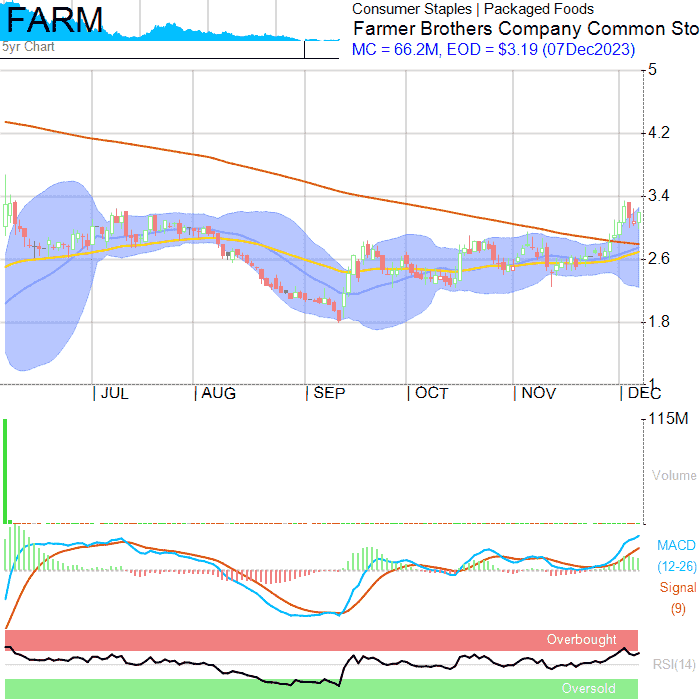 FARM
5yr Chart
Consumer Staples | Packaged Foods
Farmer Brothers Company Common Sto
MC = 66.2M, EOD = $3.19 (07Dec2023)
5
4.2
3.4
2.6
1.8
1
JUL AUG SEP OCT NOV DEC
115M
Volume
MACD
(12-26)
Signal
(9)
Overbought
RSI(14)
Oversold